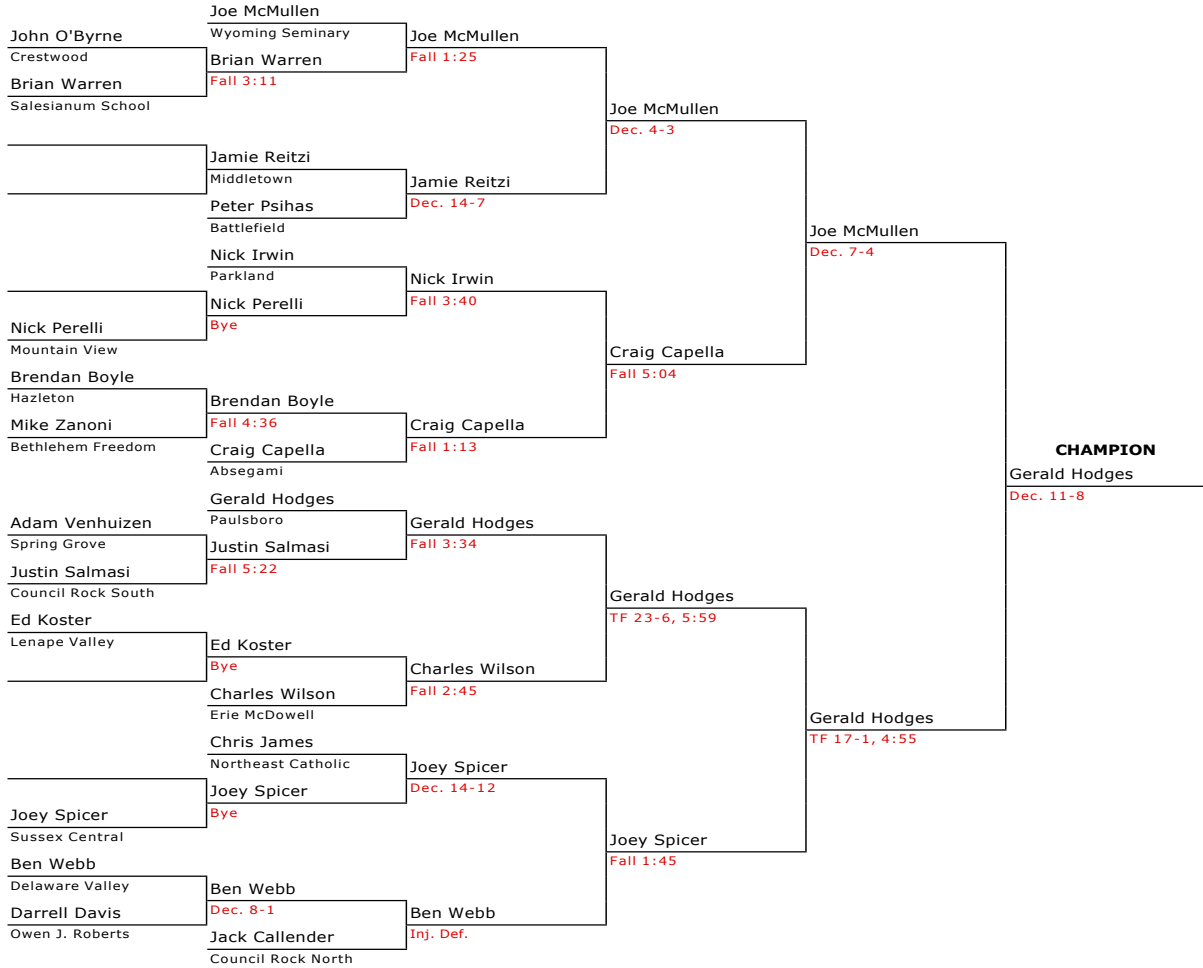 John O'Byrne
Crestwood
Brian Warren
Salesianum School
Nick Perelli
Mountain View
Brendan Boyle
Hazleton
Mike Zanoni
Bethlehem Freedom
Adam Venhuizen
Spring Grove
Justin Salmasi
Council Rock South
Ed Koster
Lenape Valley
Joey Spicer
Sussex Central
Ben Webb
Delaware Valley
Darrell Davis
Owen J. Roberts
Joe McMullen
Wyoming Seminary
Brian Warren
Fall 3:11
Jamie Reitzi
Middletown
Peter Psihas
Battlefield
Nick Irwin
Parkland
Nick Perelli
Bye
Brendan Boyle
Fall 4:36
Craig Capella
Absegami
Gerald Hodges
Paulsboro
Justin Salmasi
Fall 5:22
Ed Koster
Bye
Charles Wilson
Erie McDowell
Chris James
Northeast Catholic
Joey Spicer
Bye
Ben Webb
Dec. 8-1
Jack Callender
Council Rock North
Joe McMullen
Fall 1:25
Jamie Reitzi
Dec. 14-7
Nick Irwin
Fall 3:40
Craig Capella
Fall 1:13
Gerald Hodges
Fall 3:34
Charles Wilson
Fall 2:45
Joey Spicer
Dec. 14-12
Ben Webb
Inj. Def.
Joe McMullen
Dec. 4-3
Craig Capella
Fall 5:04
Gerald Hodges
TF 23-6, 5:59
Joey Spicer
Fall 1:45
Joe McMullen
Dec. 7-4
Gerald Hodges
TF 17-1, 4:55
CHAMPION
Gerald Hodges
Dec. 11-8